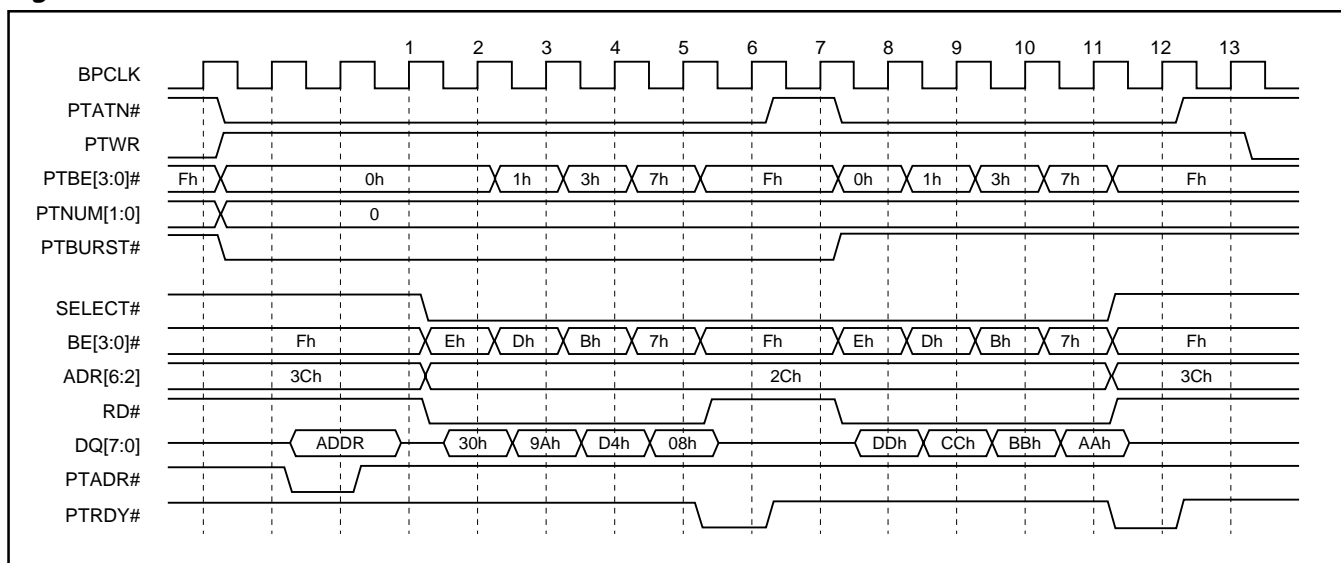 1 2 3 4 5 6 7 8 9 10 11 12 13
BPCLK
PTATN#
PTWR
PTBE[3:0]# Fh 0h 1h 3h 7h Fh 0h 1h 3h 7h Fh
PTNUM[1:0] 0
PTBURST#
SELECT#
BE[3:0]# Fh Eh Dh Bh 7h Fh Eh Dh Bh 7h Fh
ADR[6:2] 3Ch 2Ch 3Ch
RD#
DQ[7:0] ADDR 30h 9Ah D4h 08h DDh CCh BBh AAh
PTADR#
PTRDY#